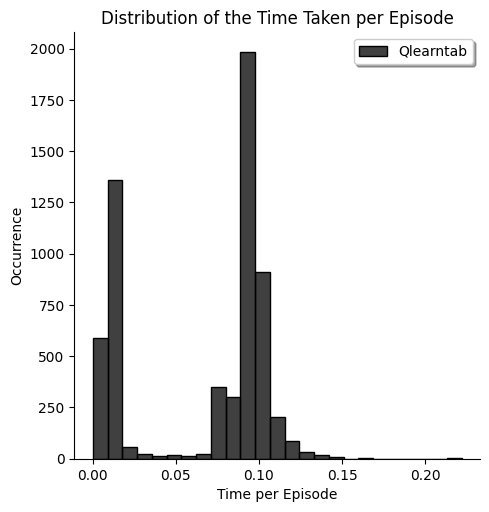 Distribution of the Time Taken per Episode
Qlearntab
2000
1750
1500
1250
1000
750
500
250
0
Occurrence
0.00 0.05 0.10 0.15 0.20
Time per Episode